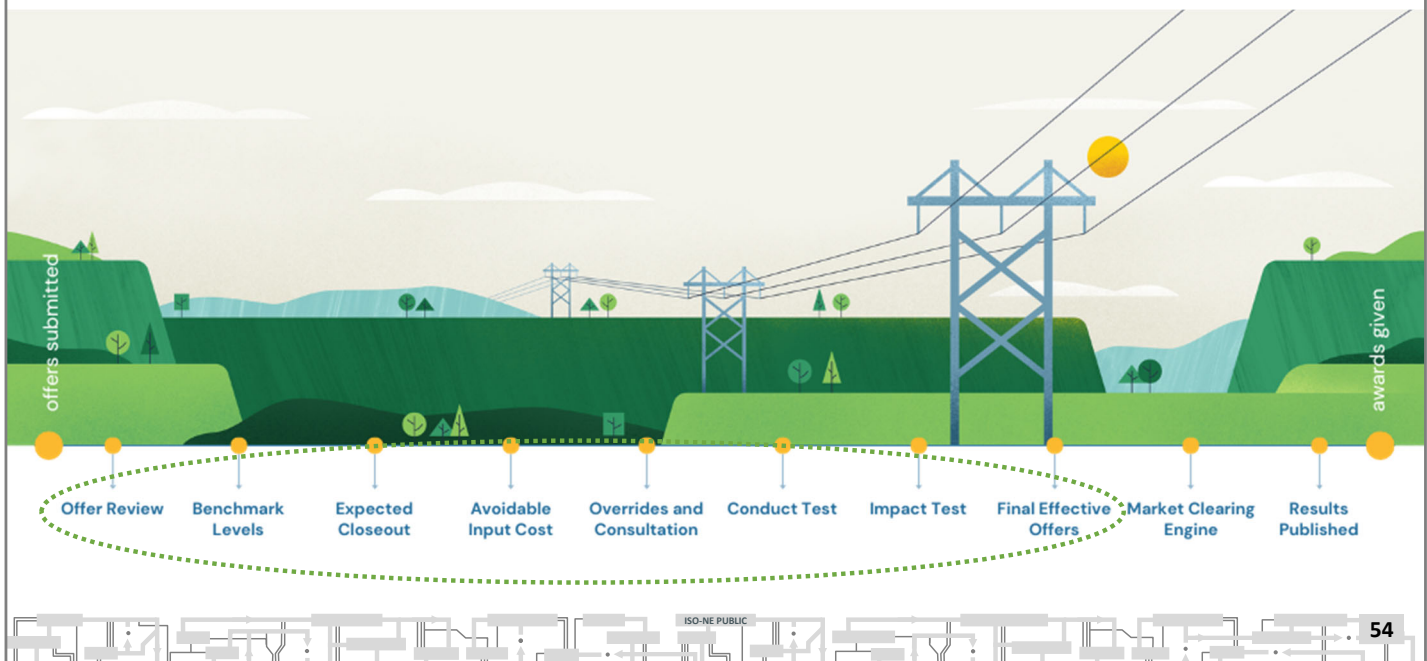 offers submitted
awards given
Offer Review
Benchmark
Levels
Expected
Closeout
Avoidable
Input Cost
Overrides and
Consultation
Conduct Test
Impact Test
Final Effective
Offers
Market Clearing
Engine
Results
Published
ISO-NE PUBLIC
54